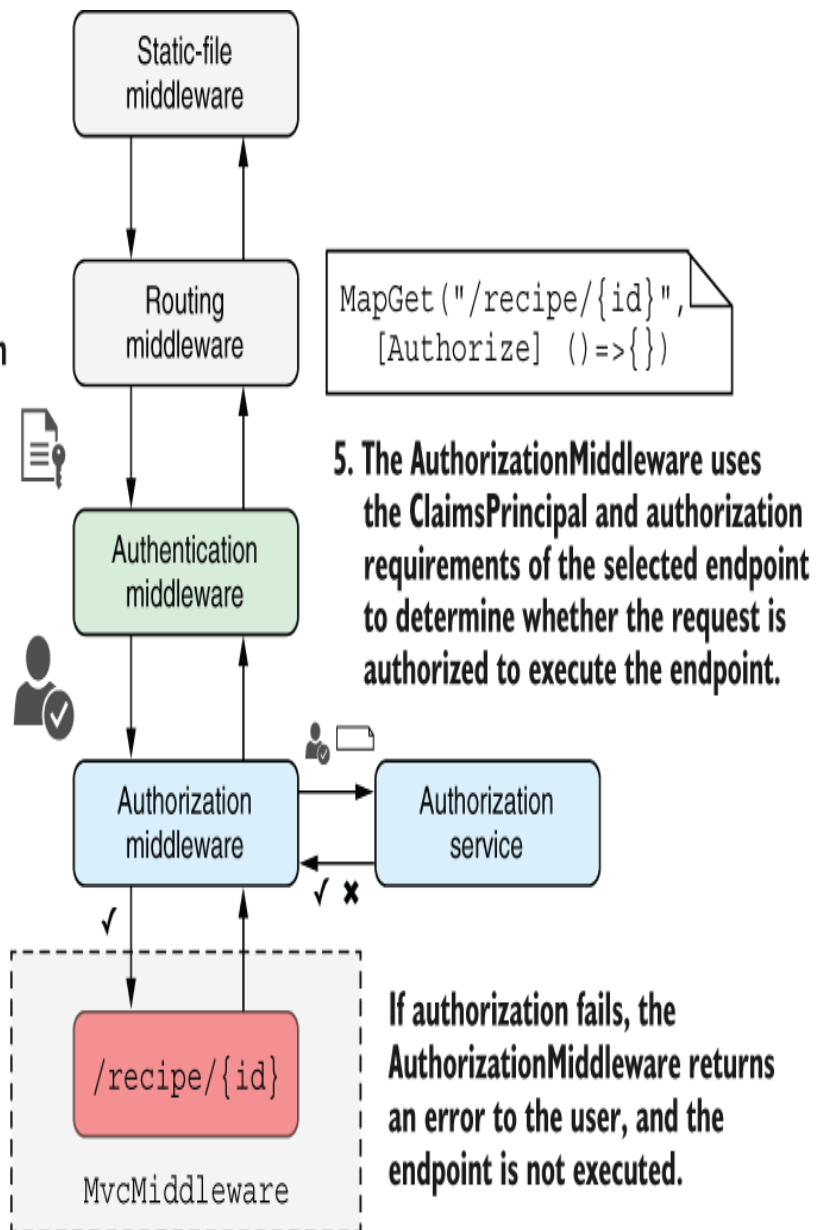 Static-file
middleware
Routing
middleware
MapGet("/recipe/{id}",
[Authorize] ()=>{})
5. The AuthorizationMiddleware uses
the ClaimsPrincipal and authorization
requirements of the selected endpoint
to determine whether the request is
authorized to execute the endpoint.
Authentication
middleware
Authorization
middleware
Authorization
service
/recipe/{id}
MvcMiddleware
If authorization fails, the
AuthorizationMiddleware returns
an error to the user, and the
endpoint is not executed.